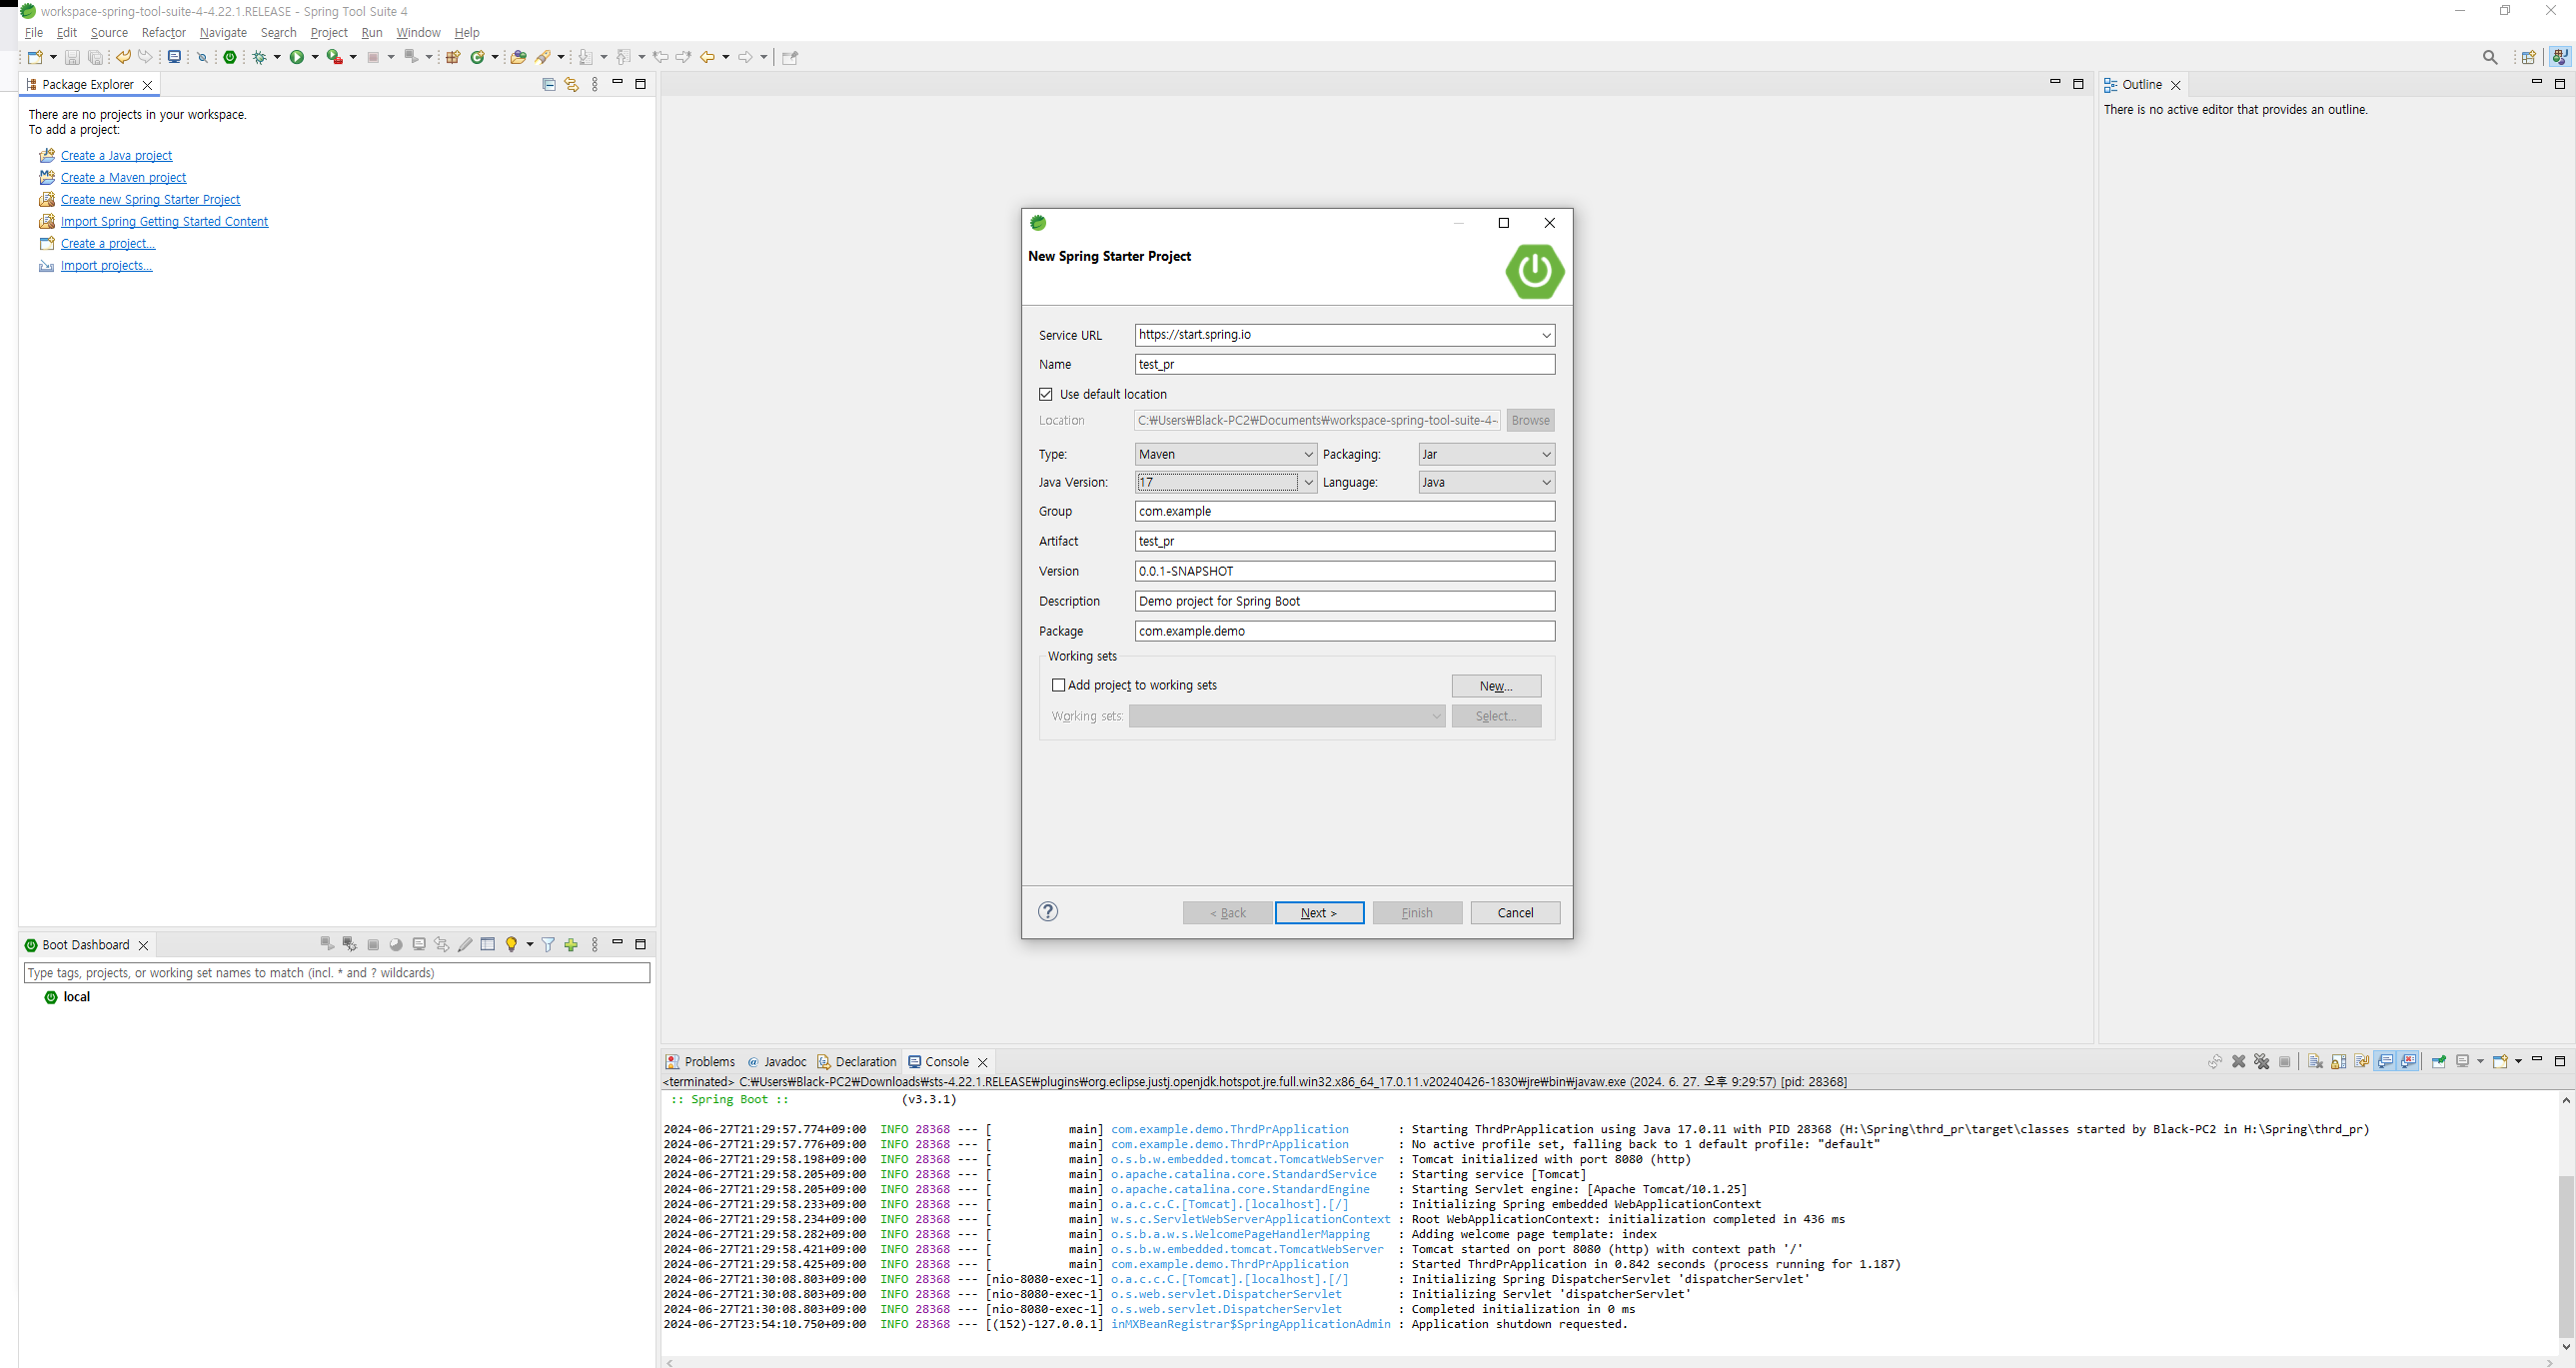 workspace-spring-tool-suite-4-4.22.1.RELEASE - Spring Tool Suite 4
File Edit Source Refactor Navigate Search Project Run Window Help
Package Explorer
There are no projects in your workspace.
To add a project:
Create a Java project
Create a Maven project
Create new Spring Starter Project
Import Spring Getting Started Content
Create a project...
Import projects...
Outline
There is no active editor that provides an outline.
New Spring Starter Project
Service URL https://start.spring.io
Name test_pr
Use default location
Location C:₩Users₩Black-PC2₩Documents₩workspace-spring-tool-suite-4- Browse
Type: Maven Packaging: Jar
Java Version: 17 Language: Java
Group com.example
Artifact test_pr
Version 0.0.1-SNAPSHOT
Description Demo project for Spring Boot
Package com.example.demo
Working sets
Add project to working sets New...
Working sets: Select...
< Back Next > Finish Cancel
Boot Dashboard
Type tags, projects, or working set names to match (incl. * and ? wildcards)
local
Problems Javadoc Declaration Console
<terminated> C:₩Users₩Black-PC2₩Downloads₩sts-4.22.1.RELEASE₩plugins₩org.eclipse.justj.openjdk.hotspot.jre.full.win32.x86_64_17.0.11.v20240426-1830₩jre₩bin₩javaw.exe (2024. 6. 27. 오후 9:29:57) [pid: 28368]
:: Spring Boot :: (v3.3.1)
2024-06-27T21:29:57.774+09:00 INFO 28368 --- [ main] com.example.demo.ThrdPrApplication : Starting ThrdPrApplication using Java 17.0.11 with PID 28368 (H:\Spring\thrd_pr\target\classes started by Black-PC2 in H:\Spring\thrd_pr)
2024-06-27T21:29:57.776+09:00 INFO 28368 --- [ main] com.example.demo.ThrdPrApplication : No active profile set, falling back to 1 default profile: "default"
2024-06-27T21:29:58.198+09:00 INFO 28368 --- [ main] o.s.b.w.embedded.tomcat.TomcatWebServer : Tomcat initialized with port 8080 (http)
2024-06-27T21:29:58.205+09:00 INFO 28368 --- [ main] o.apache.catalina.core.StandardService : Starting service [Tomcat]
2024-06-27T21:29:58.205+09:00 INFO 28368 --- [ main] o.apache.catalina.core.StandardEngine : Starting Servlet engine: [Apache Tomcat/10.1.25]
2024-06-27T21:29:58.233+09:00 INFO 28368 --- [ main] o.a.c.c.C.[Tomcat].[localhost].[/] : Initializing Spring embedded WebApplicationContext
2024-06-27T21:29:58.234+09:00 INFO 28368 --- [ main] w.s.c.ServletWebServerApplicationContext : Root WebApplicationContext: initialization completed in 436 ms
2024-06-27T21:29:58.282+09:00 INFO 28368 --- [ main] o.s.b.a.w.s.WelcomePageHandlerMapping : Adding welcome page template: index
2024-06-27T21:29:58.421+09:00 INFO 28368 --- [ main] o.s.b.w.embedded.tomcat.TomcatWebServer : Tomcat started on port 8080 (http) with context path '/'
2024-06-27T21:29:58.425+09:00 INFO 28368 --- [ main] com.example.demo.ThrdPrApplication : Started ThrdPrApplication in 0.842 seconds (process running for 1.187)
2024-06-27T21:30:08.803+09:00 INFO 28368 --- [nio-8080-exec-1] o.a.c.c.C.[Tomcat].[localhost].[/] : Initializing Spring DispatcherServlet 'dispatcherServlet'
2024-06-27T21:30:08.803+09:00 INFO 28368 --- [nio-8080-exec-1] o.s.web.servlet.DispatcherServlet : Initializing Servlet 'dispatcherServlet'
2024-06-27T21:30:08.803+09:00 INFO 28368 --- [nio-8080-exec-1] o.s.web.servlet.DispatcherServlet : Completed initialization in 0 ms
2024-06-27T23:54:10.750+09:00 INFO 28368 --- [(152)-127.0.0.1] inMXBeanRegistrar$SpringApplicationAdmin : Application shutdown requested.